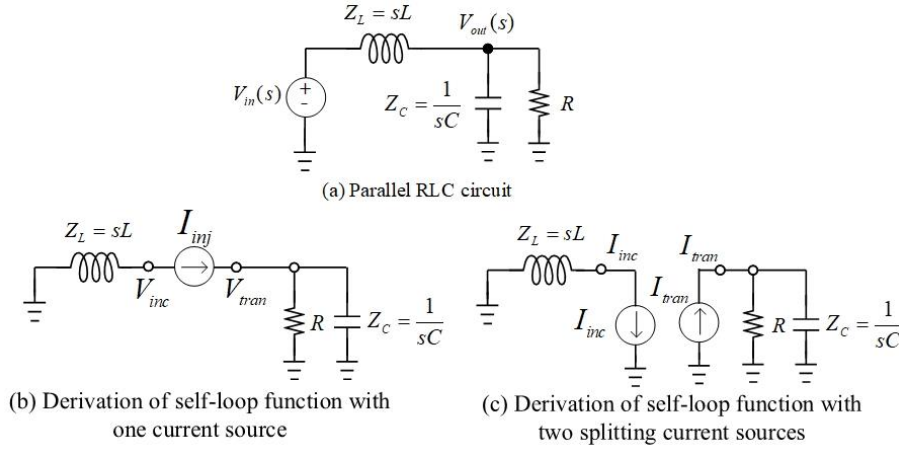 Z_L = sL
V_out(s)
V_in(s)
+
-
Z_C = 1/sC
R
(a) Parallel RLC circuit
Z_L = sL
I_inj
V_inc
V_tran
R
Z_C = 1/sC
(b) Derivation of self-loop function with
one current source
Z_L = sL
I_inc
I_tran
I_inc
I_tran
R
Z_C = 1/sC
(c) Derivation of self-loop function with
two splitting current sources